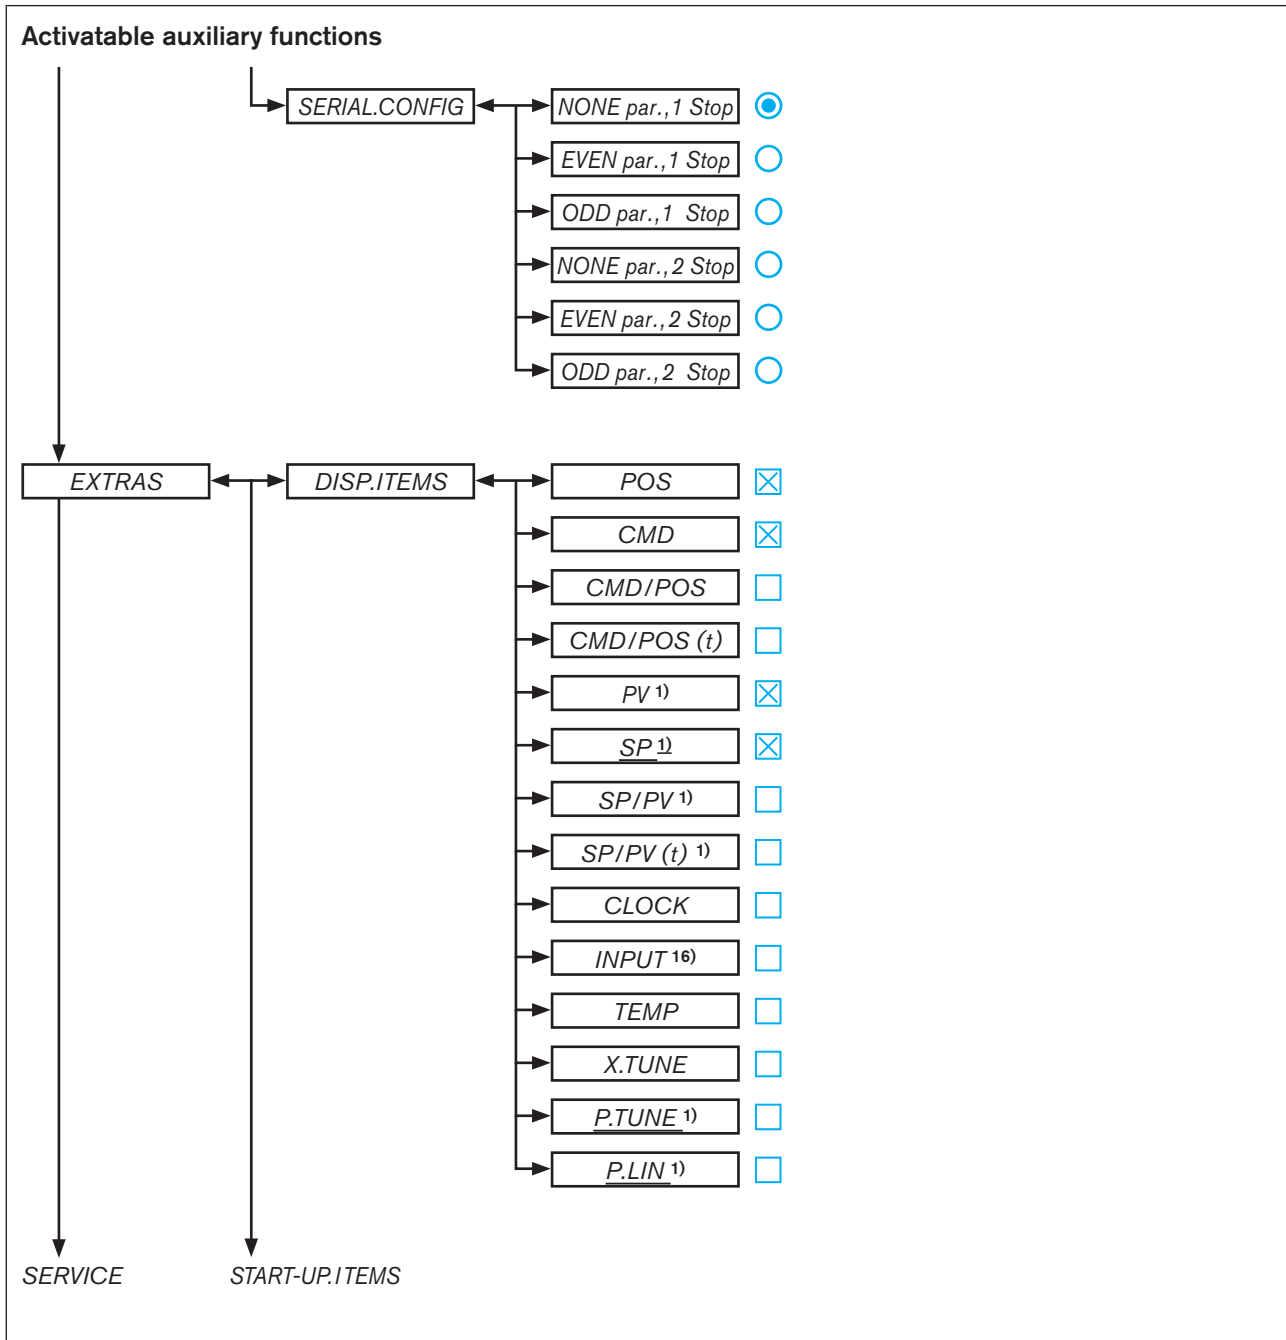 Activatable auxiliary functions
SERIAL.CONFIG
NONE par.,1 Stop
EVEN par.,1 Stop
ODD par.,1 Stop
NONE par.,2 Stop
EVEN par.,2 Stop
ODD par.,2 Stop
EXTRAS
DISP.ITEMS
POS
CMD
CMD/POS
CMD/POS (t)
PV 1)
SP 1)
SP/PV 1)
SP/PV (t) 1)
CLOCK
INPUT 16)
TEMP
X.TUNE
P.TUNE 1)
P.LIN 1)
SERVICE
START-UP.ITEMS